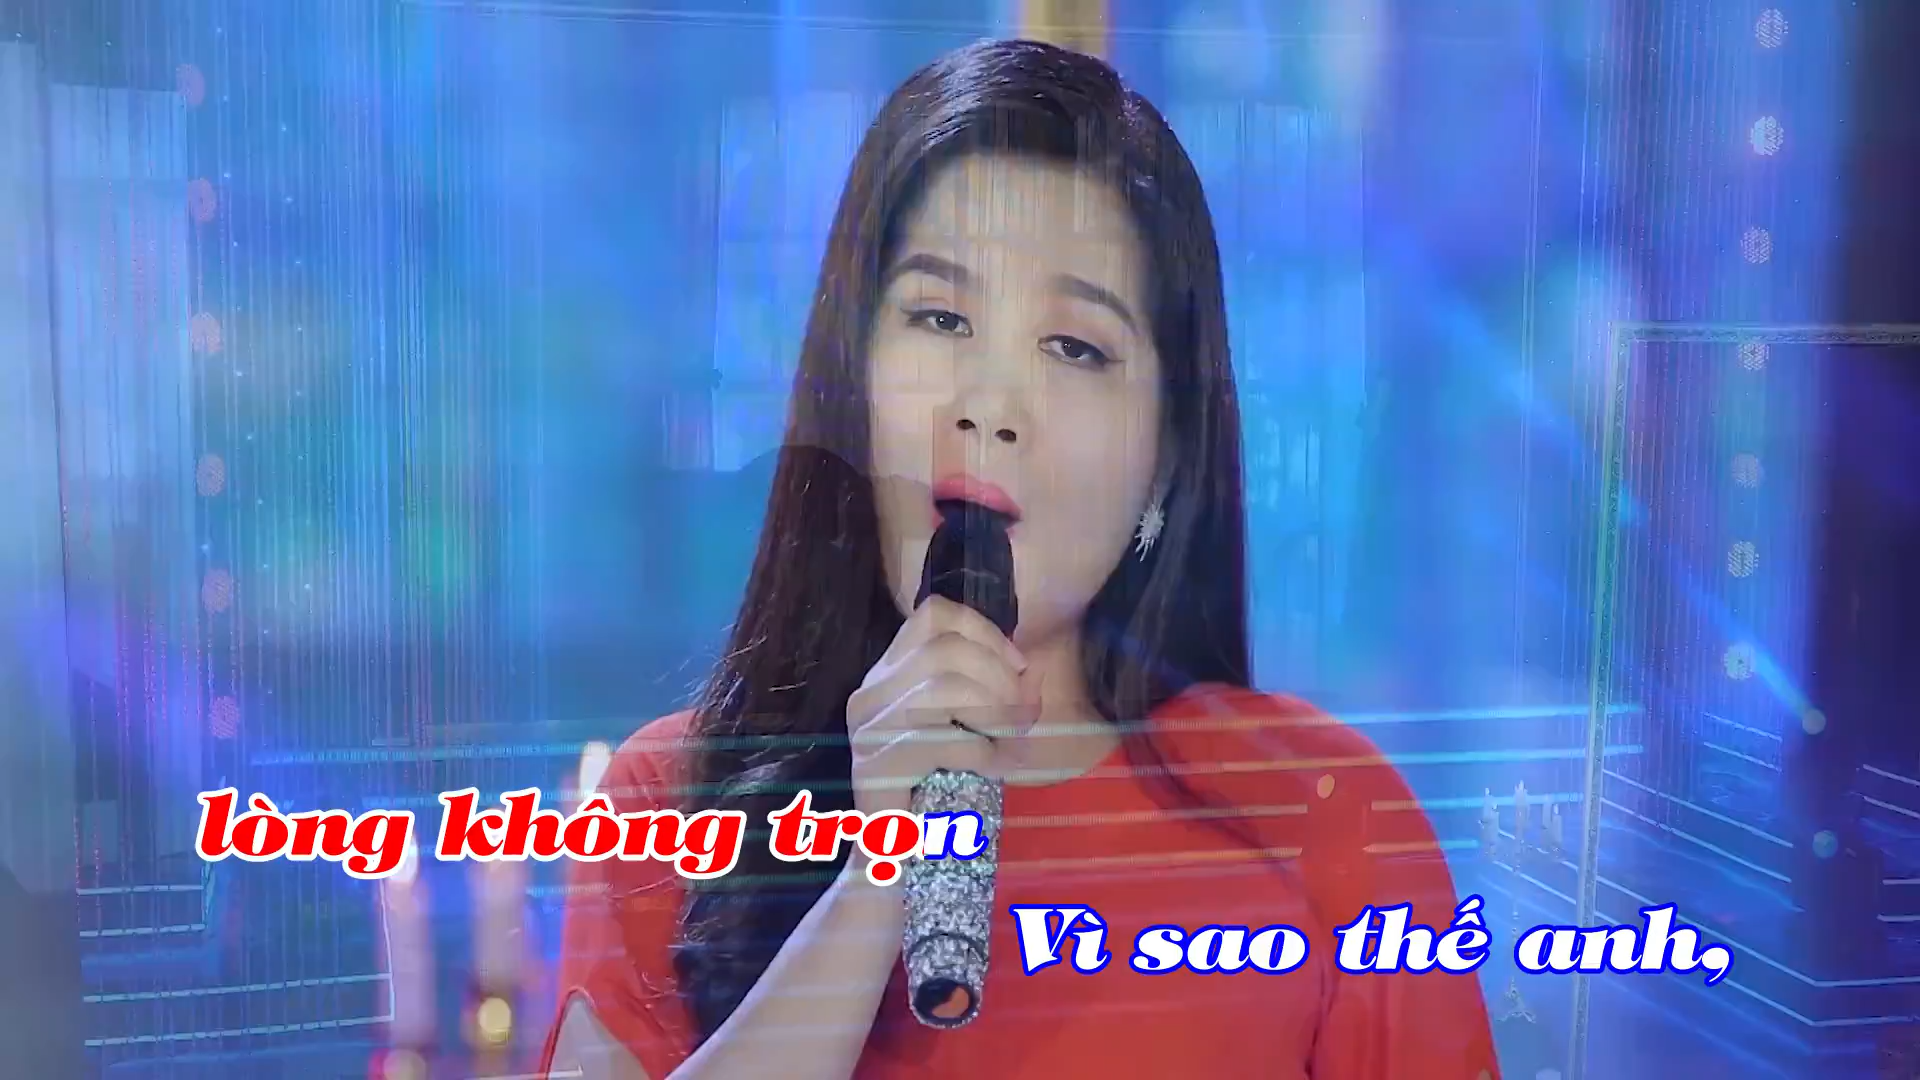 lòng không trọn
Vì sao thế anh,